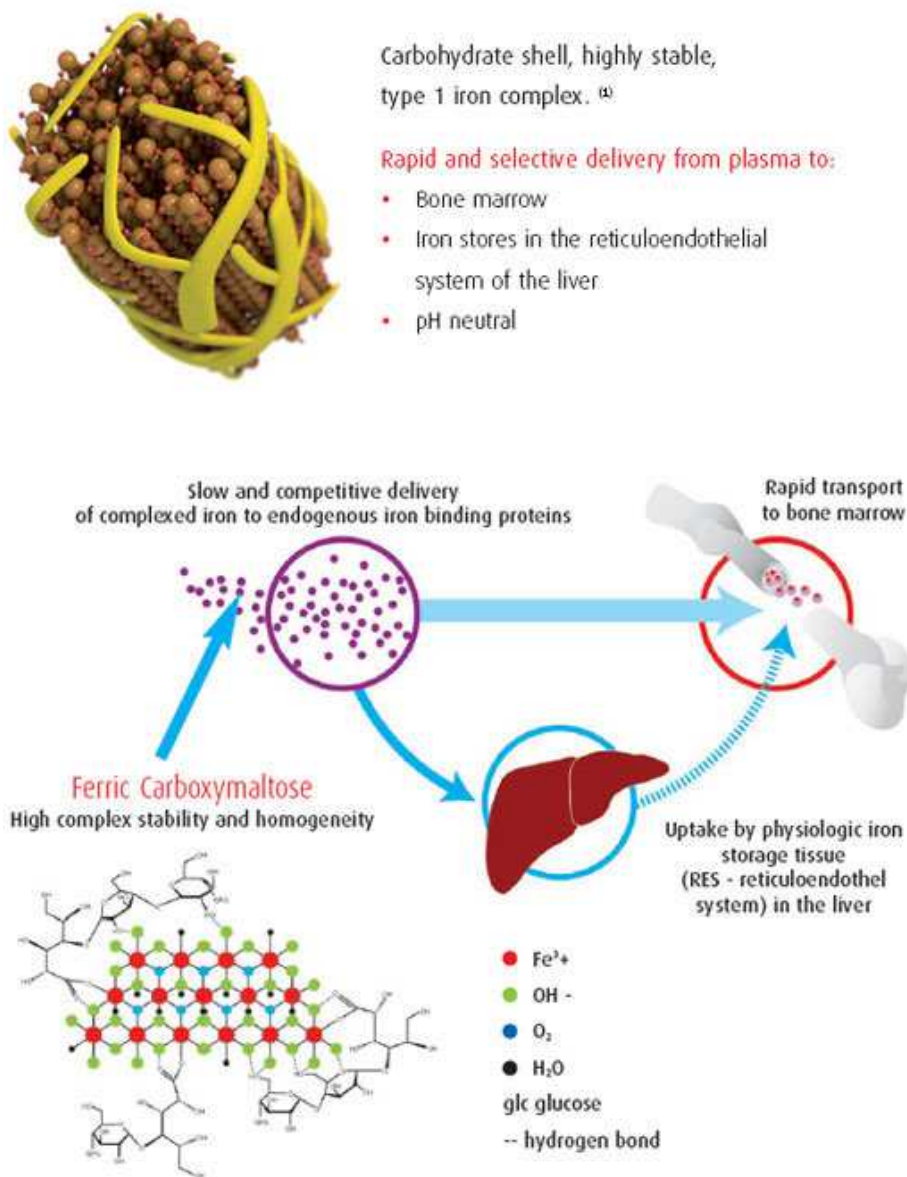 Carbohydrate shell, highly stable,
type 1 iron complex. (1)
Rapid and selective delivery from plasma to:
• Bone marrow
• Iron stores in the reticuloendothelial
system of the liver
• pH neutral
Slow and competitive delivery
of complexed iron to endogenous iron binding proteins
Rapid transport
to bone marrow
Ferric Carboxymaltose
High complex stability and homogeneity
Uptake by physiologic iron
storage tissue
(RES - reticuloendothel
system) in the liver
Fe³+
OH -
O₂
H₂O
glc glucose
-- hydrogen bond